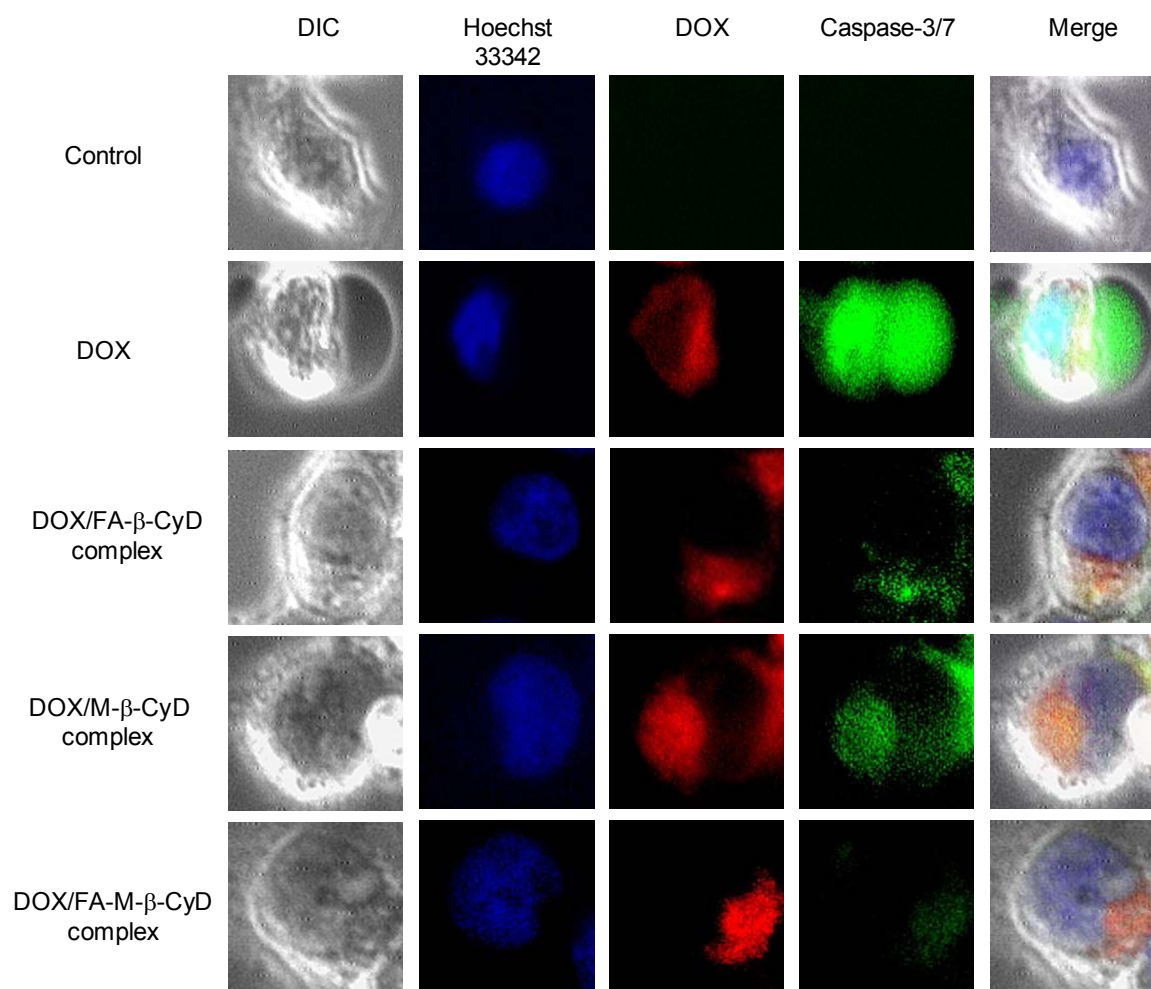 DIC
Hoechst
33342
DOX
Caspase-3/7
Merge
Control
DOX
DOX/FA-β-CyD
complex
DOX/M-β-CyD
complex
DOX/FA-M-β-CyD
complex